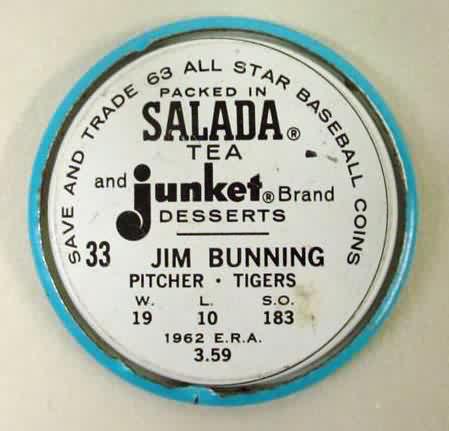 SAVE AND TRADE 63 ALL STAR BASEBALL COINS
PACKED IN
SALADA®
TEA
and junket® Brand
DESSERTS
33 JIM BUNNING
PITCHER • TIGERS
W. L. S.O.
19 10 183
1962 E.R.A.
3.59